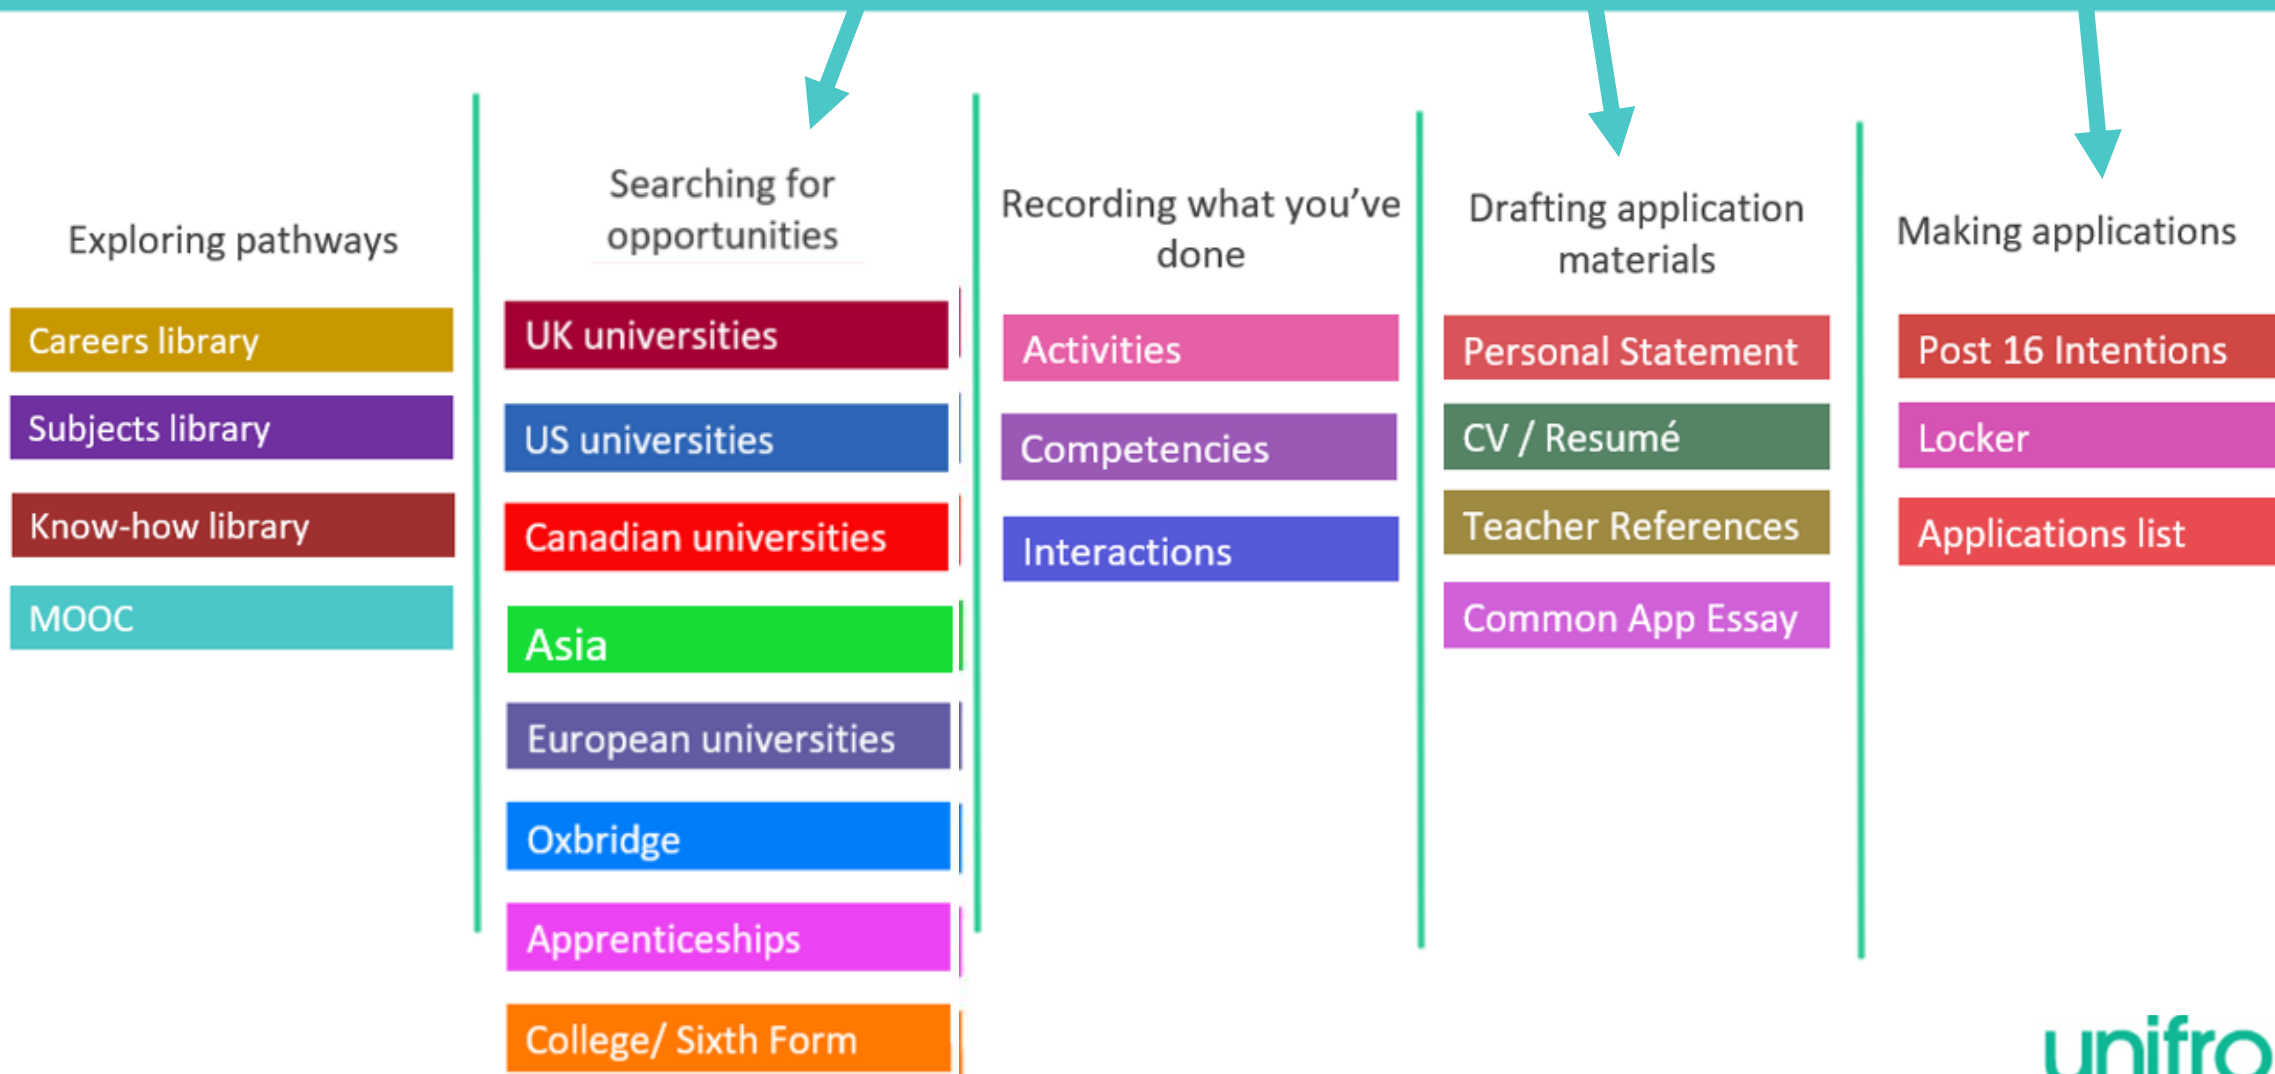 Exploring pathways
Careers library
Subjects library
Know-how library
MOOC
Searching for
opportunities
UK universities
US universities
Canadian universities
Asia
European universities
Oxbridge
Apprenticeships
College/ Sixth Form
Recording what you’ve
done
Activities
Competencies
Interactions
Drafting application
materials
Personal Statement
CV / Resumé
Teacher References
Common App Essay
Making applications
Post 16 Intentions
Locker
Applications list
unifro